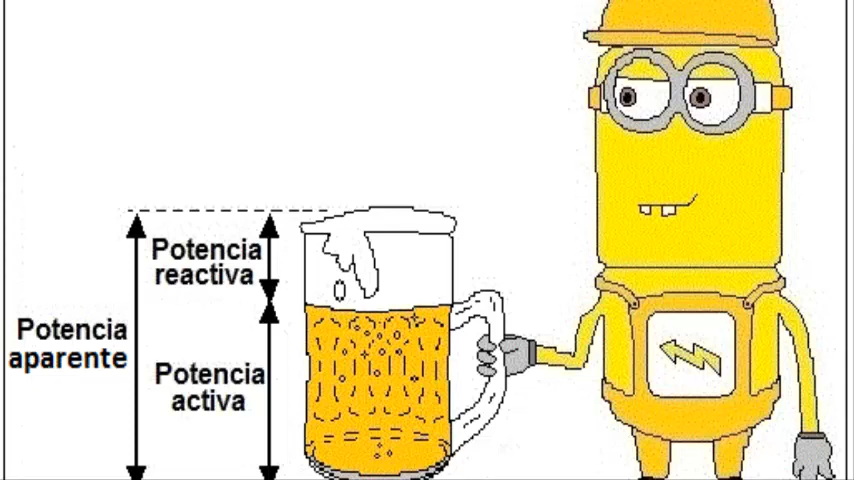 Potencia
reactiva
Potencia
aparente
Potencia
activa